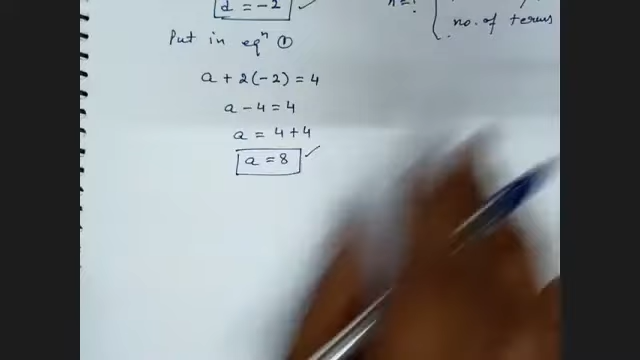 d = -2
Put in eqⁿ ①
a + 2(-2) = 4
a - 4 = 4
a = 4 + 4
a = 8
no. of terms